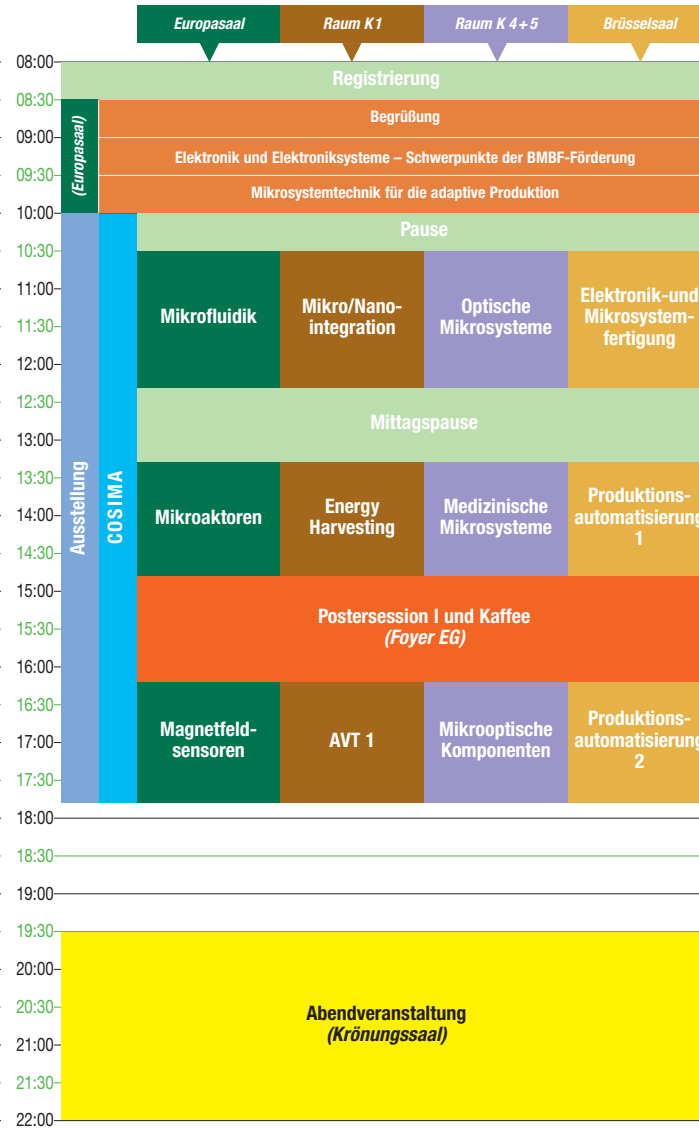 Europasaal
Raum K1
Raum K 4+5
Brüsselsaal
08:00
Registrierung
08:30
(Europasaal)
Begrüßung
09:00
Elektronik und Elektroniksysteme – Schwerpunkte der BMBF-Förderung
09:30
Mikrosystemtechnik für die adaptive Produktion
10:00
Pause
10:30
11:00
11:30
12:00
Mikrofluidik
Mikro/Nano-
integration
Optische
Mikrosysteme
Elektronik-und
Mikrosystem-
fertigung
12:30
Mittagspause
13:00
Ausstellung
COSIMA
13:30
14:00
14:30
Mikroaktoren
Energy
Harvesting
Medizinische
Mikrosysteme
Produktions-
automatisierung
1
15:00
15:30
Postersession I und Kaffee
(Foyer EG)
16:00
16:30
17:00
17:30
Magnetfeld-
sensoren
AVT 1
Mikrooptische
Komponenten
Produktions-
automatisierung
2
18:00
18:30
19:00
19:30
20:00
20:30
Abendveranstaltung
(Krönungssaal)
21:00
21:30
22:00